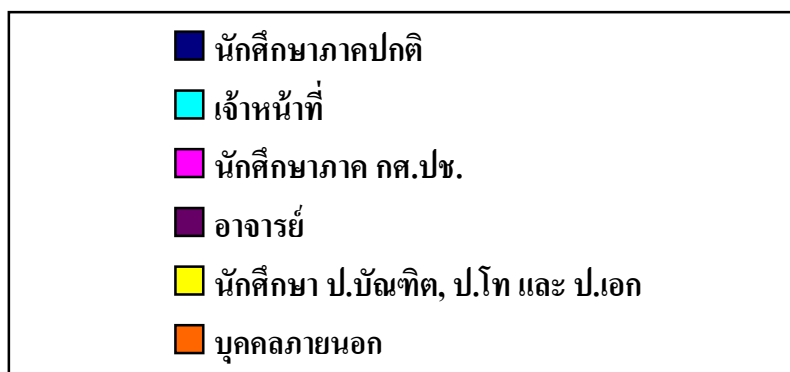 นักศึกษาภาคปกติ
เจ้าหน้าที่
นักศึกษาภาค กศ.ปช.
อาจารย์
นักศึกษา ป.บัณฑิต, ป.โท และ ป.เอก
บุคคลภายนอก